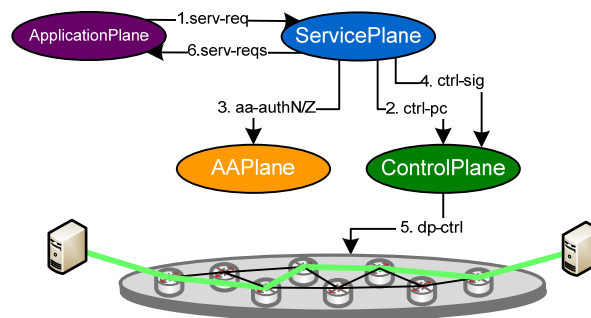 1.serv-req
ApplicationPlane
ServicePlane
6.serv-reqs
4. ctrl-sig
3. aa-authN/Z
2. ctrl-pc
AAPlane
ControlPlane
5. dp-ctrl